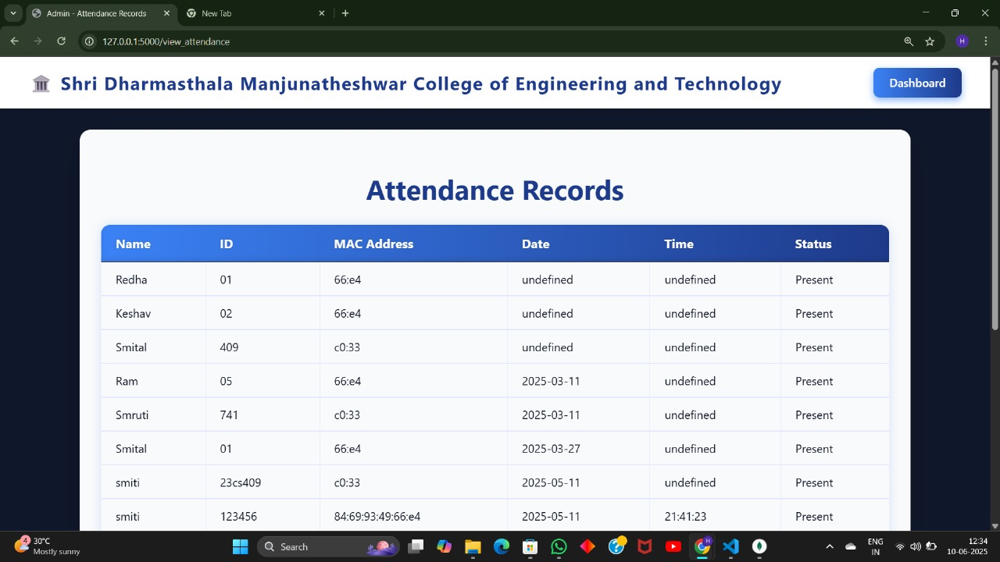 Admin - Attendance Records
New Tab
127.0.0.1:5000/view_attendance
H
Shri Dharmasthala Manjunatheshwar College of Engineering and Technology
Dashboard
Attendance Records
Name ID MAC Address Date Time Status
Redha 01 66:e4 undefined undefined Present
Keshav 02 66:e4 undefined undefined Present
Smital 409 c0:33 undefined undefined Present
Ram 05 66:e4 2025-03-11 undefined Present
Smruti 741 c0:33 2025-03-11 undefined Present
Smital 01 66:e4 2025-03-27 undefined Present
smiti 23cs409 c0:33 2025-05-11 undefined Present
smiti 123456 84:69:93:49:66:e4 2025-05-11 21:41:23 Present
4
30°C
Mostly sunny
Search
H
ENG
IN
12:34
10-06-2025